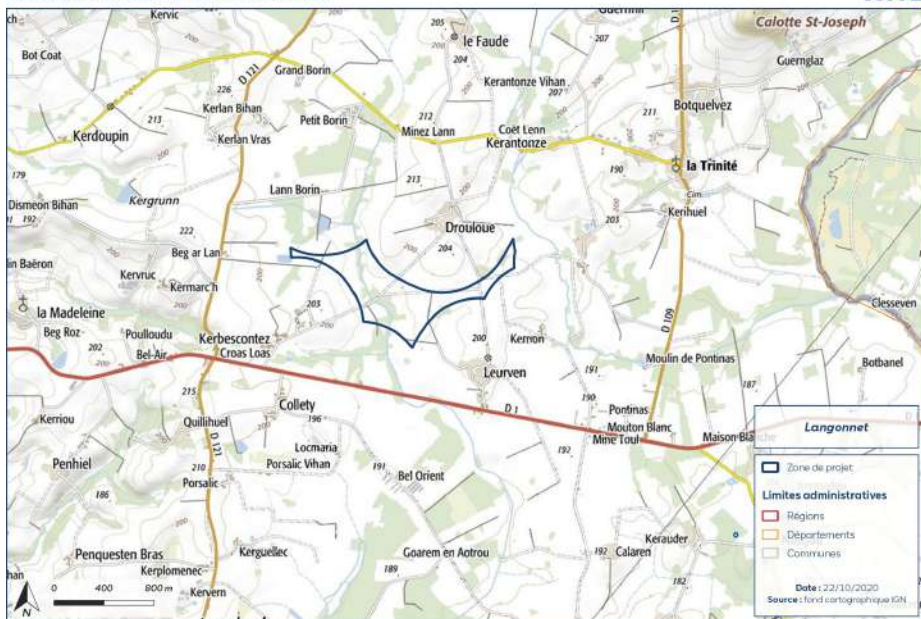 Kervic
205
Guernhir
le Faude
Calotte St-Joseph
Bot Coat
204
207
Guernglaz
Grand Borin
Kerantonze Vihan
226
207
Kerlan Bihan
211
Botquelvez
213
Petit Borin
212
Coët Lenn
Kerdoupin
Kerlan Vras
Minez Lann
Kerantonze
D 121
190
la Trinité
179
213
Lann Borin
Cim.
Dismeon Bihan
Kergrunn
192
203
Kerihuel
222
Drouloue
Beg ar Lan
204
Kervruc
Kermarc'h
Clesseven
la Madeleine
203
D 109
Kerbescontez
200
Kerron
Beg Roz
Poulloudu
202
Bel-Air
Croas Loas
Moulin de Pontinas
Leurven
191
187
Botbanel
215
Collety
D 1
190
Pontinas
Kerriou
Quillihuel
196
Mouton Blanc
Langonnet
Mine Toul
Maison Blanche
D 121
Locmaria
192
Penhiel
210
Porsalic Vihan
191
Zone de projet
Porsalic
Bel Orient
Limites administratives
186
Régions
Kerauder
Départements
Penquesten Bras
Kerguellec
Goarem en Aotrou
192
Calaren
Communes
Kerplomenec
189
182
Date : 22/10/2020
N
0 400 800 m
Kervern
Source : fond cartographique IGN